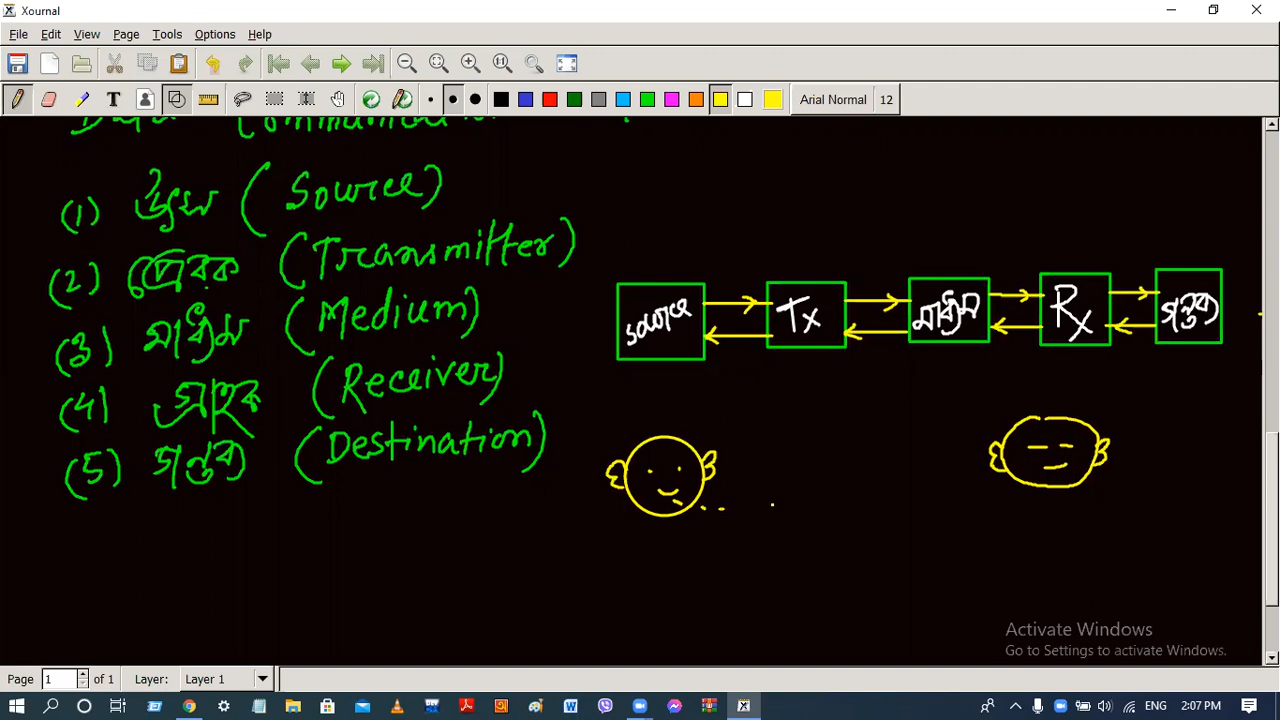 Xournal
File Edit View Page Tools Options Help
Arial Normal 12
(1) উৎস (Source)
(2) প্রেরক (Transmitter)
(3) মাধ্যম (Medium)
(4) গ্রাহক (Receiver)
(5) গন্তব্য (Destination)
source Tx মাধ্যম Rx গন্তব্য
Activate Windows
Go to Settings to activate Windows.
Page 1 of 1 Layer: Layer 1
ENG 2:07 PM